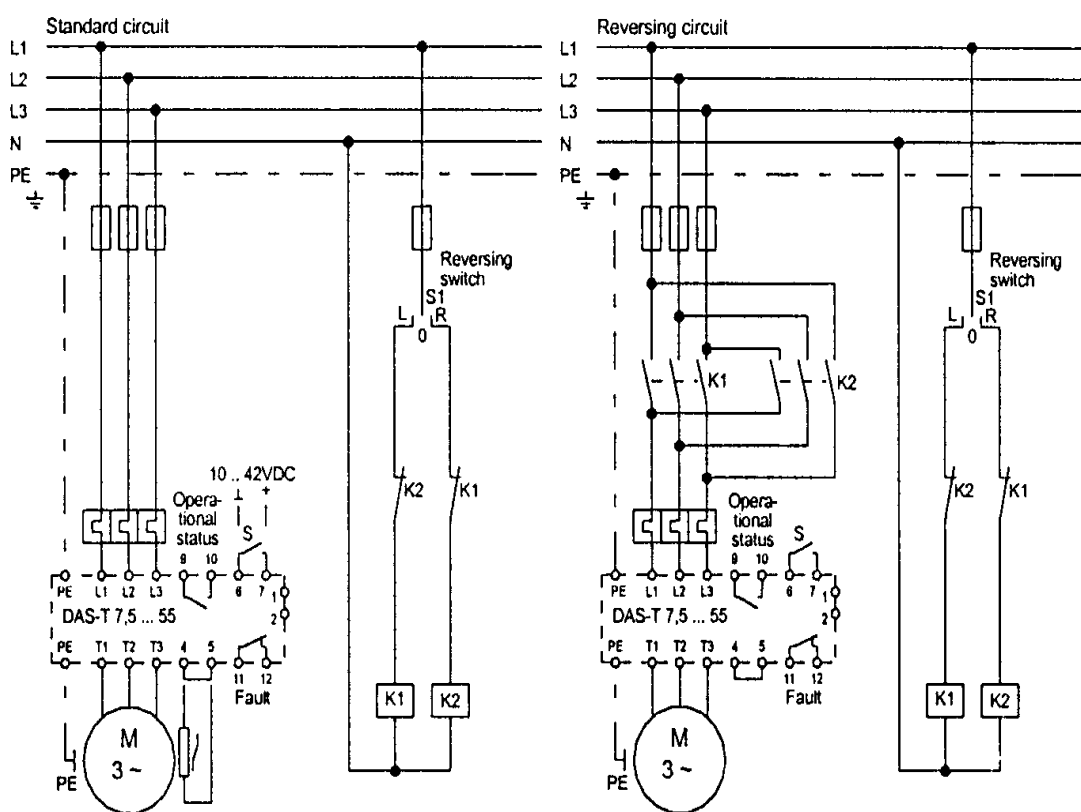 Standard circuit
L1
L2
L3
N
PE
Reversing
switch
S1
L
R
0
10 .. 42VDC
⊥ +
K2
K1
Opera-
tional
status
S
9 10 6 7
PE L1 L2 L3
1
DAS-T 7,5 ... 55
2
PE T1 T2 T3 4 5
11 12
Fault
K1
K2
M
3 ~
PE
Reversing circuit
L1
L2
L3
N
PE
Reversing
switch
S1
L
R
0
K1
K2
K2
K1
Opera-
tional
status
S
9 10
PE L1 L2 L3 6 7
1
DAS-T 7,5 ... 55
2
PE T1 T2 T3 4 5
11 12
Fault
K1
K2
M
3 ~
PE